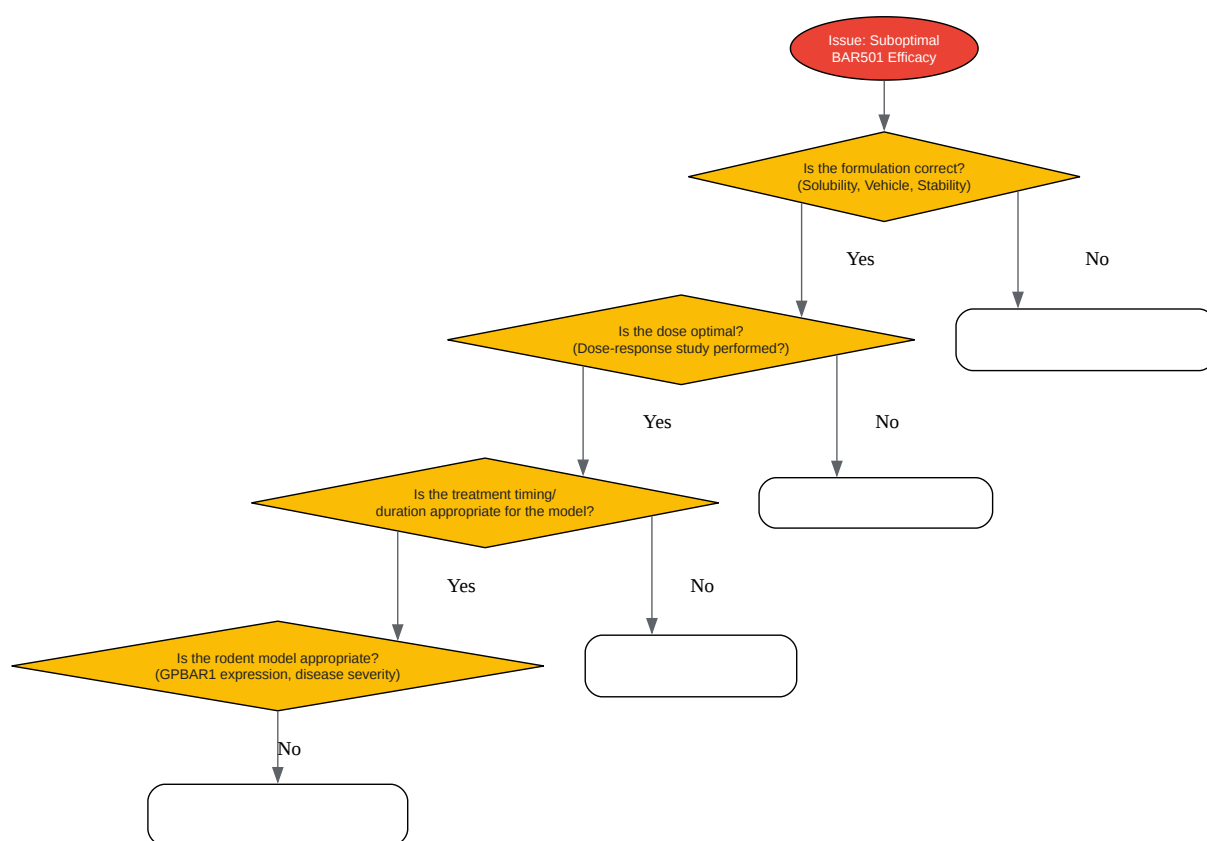 Issue: Suboptimal
BAR501 Efficacy
Is the formulation correct?
(Solubility, Vehicle, Stability)
Yes
No
Is the dose optimal?
(Dose-response study performed?)
Yes
No
Is the treatment timing/
duration appropriate for the model?
Yes
No
Is the rodent model appropriate?
(GPBAR1 expression, disease severity)
No